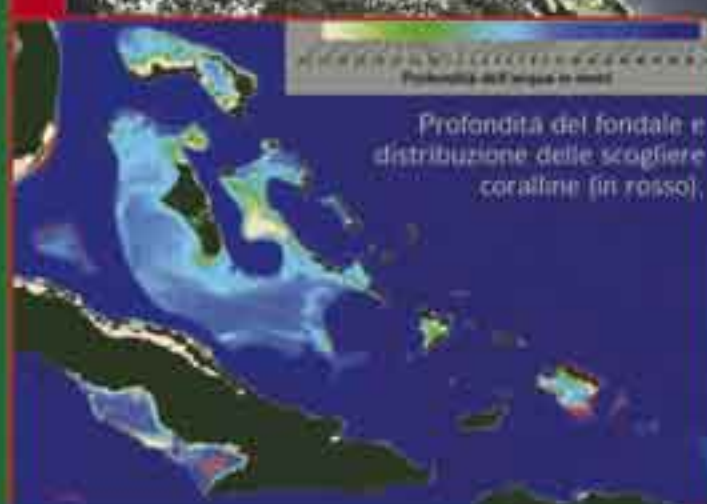 Profondità dell'acqua in metri
Profondità del fondale e
distribuzione delle scogliere
coralline (in rosso).